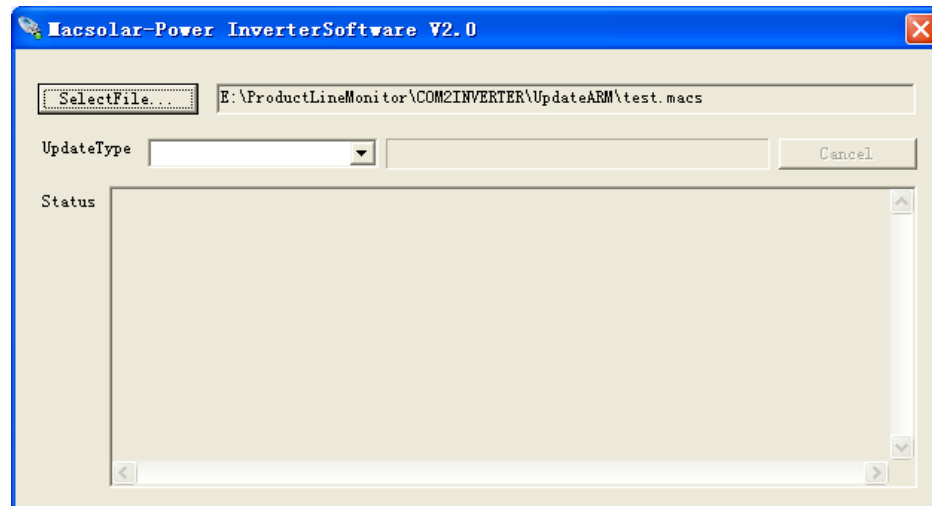 Macsolar-Power InverterSoftware V2.0
SelectFile... E:\ProductLineMonitor\COM2INVERTER\UpdateARM\test.macs
UpdateType Cancel
Status